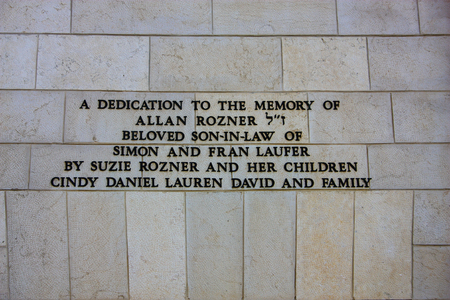 A DEDICATION TO THE MEMORY OF
ALLAN ROZNER ז"ל
BELOVED SON-IN-LAW OF
SIMON AND FRAN LAUFER
BY SUZIE ROZNER AND HER CHILDREN
CINDY DANIEL LAUREN DAVID AND FAMILY